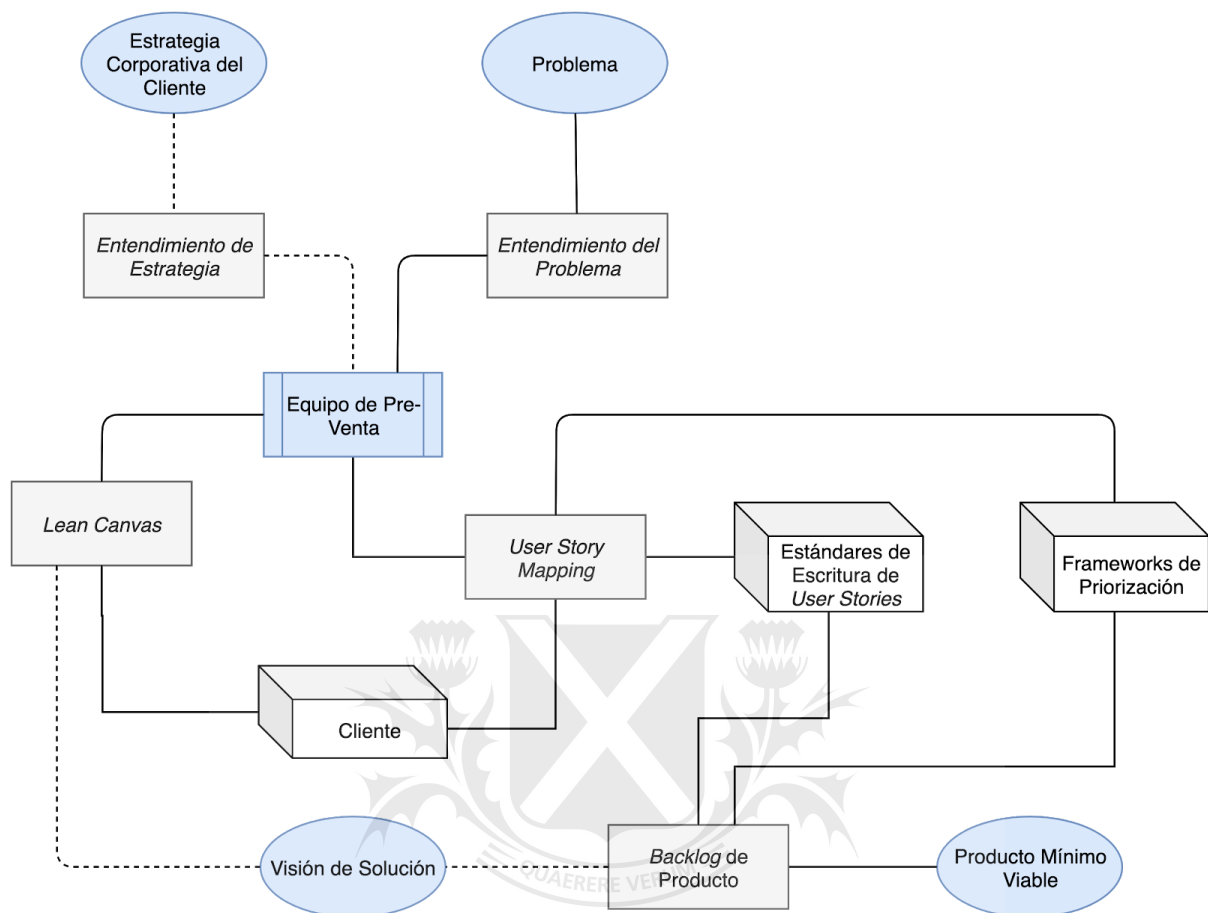 Estrategia
Corporativa del
Cliente
Problema
Entendimiento de
Estrategia
Entendimiento del
Problema
Equipo de Pre-
Venta
Lean Canvas
User Story
Mapping
Estándares de
Escritura de
User Stories
Frameworks de
Priorización
Cliente
Visión de Solución
Backlog de
Producto
Producto Mínimo
Viable
QUAERERE